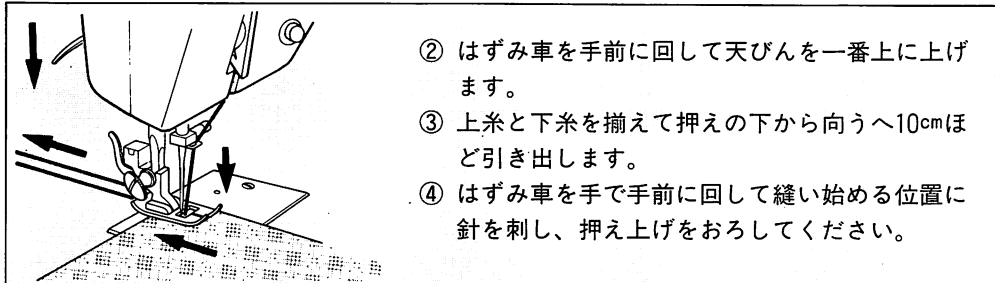 ② はずみ車を手前に回して天びんを一番上に上げ
ます。
③ 上糸と下糸を揃えて押えの下から向うへ10cmほ
ど引き出します。
④ はずみ車を手で手前に回して縫い始める位置に
針を刺し、押え上げをおろしてください。